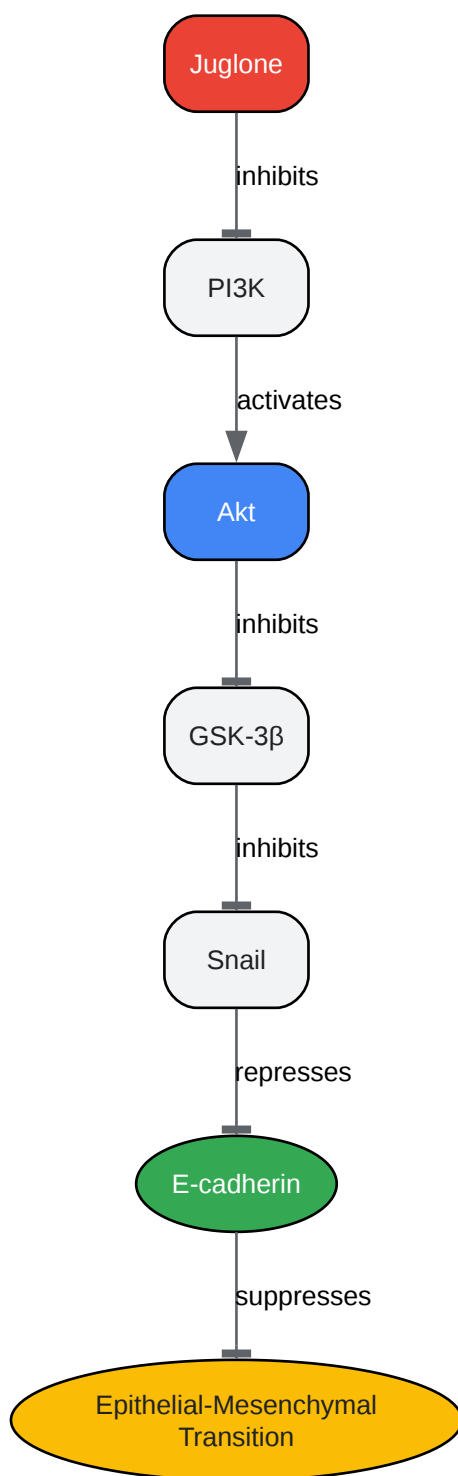 Juglone
inhibits
PI3K
activates
Akt
inhibits
GSK-3β
inhibits
Snail
represses
E-cadherin
suppresses
Epithelial-Mesenchymal
Transition